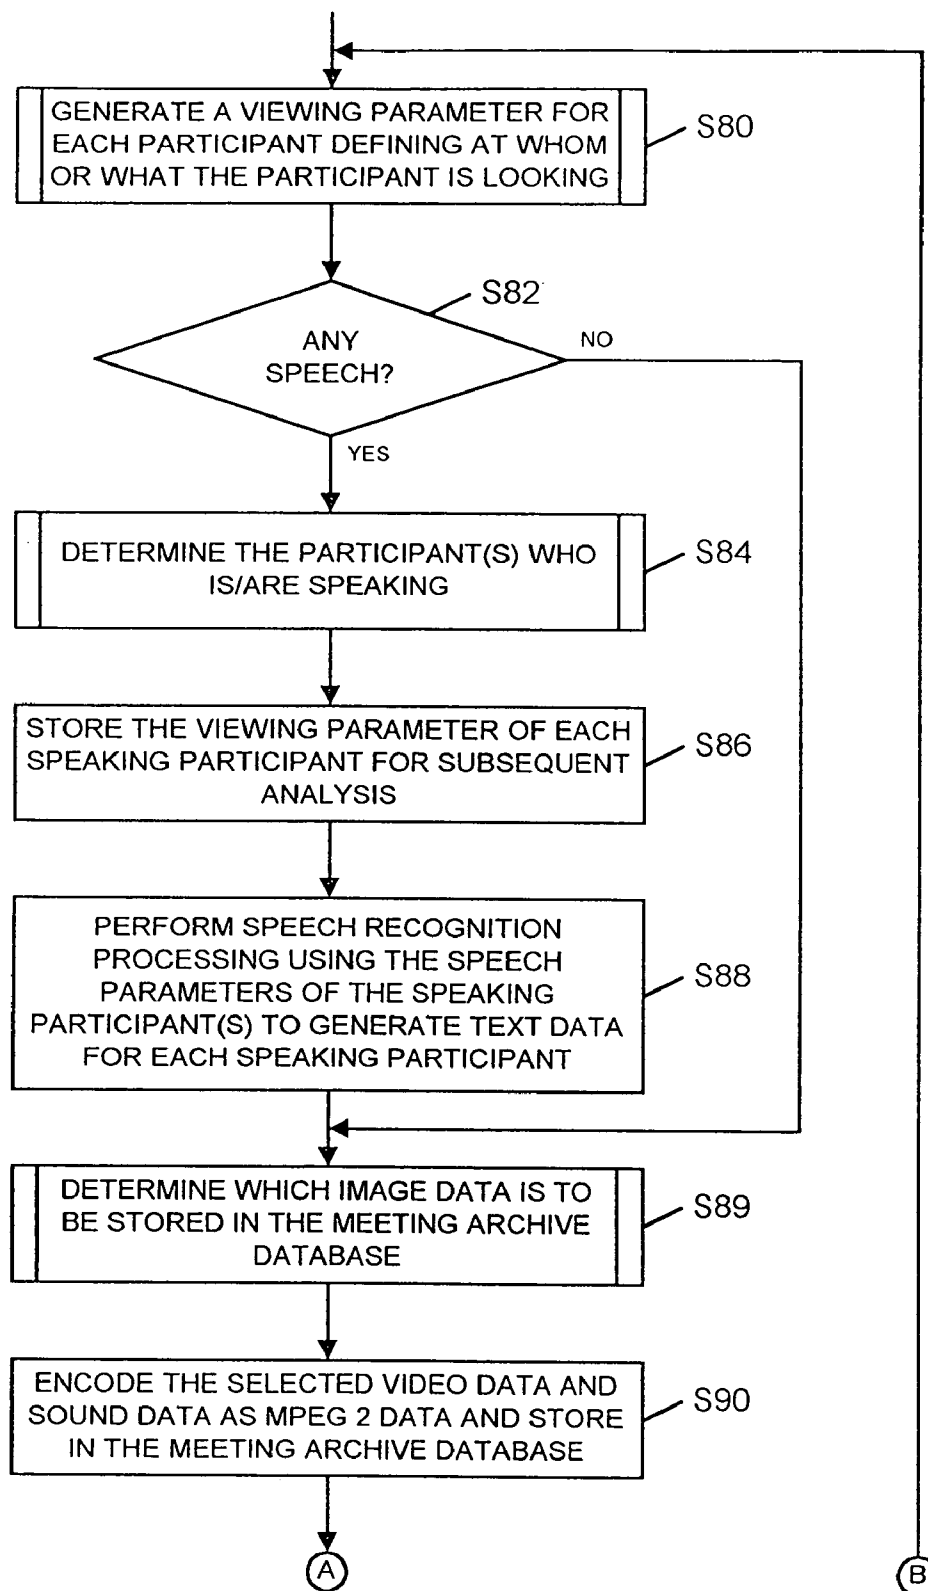 GENERATE A VIEWING PARAMETER FOR
EACH PARTICIPANT DEFINING AT WHOM
OR WHAT THE PARTICIPANT IS LOOKING
S80
S82
ANY
SPEECH?
NO
YES
DETERMINE THE PARTICIPANT(S) WHO
IS/ARE SPEAKING
S84
STORE THE VIEWING PARAMETER OF EACH
SPEAKING PARTICIPANT FOR SUBSEQUENT
ANALYSIS
S86
PERFORM SPEECH RECOGNITION
PROCESSING USING THE SPEECH
PARAMETERS OF THE SPEAKING
PARTICIPANT(S) TO GENERATE TEXT DATA
FOR EACH SPEAKING PARTICIPANT
S88
DETERMINE WHICH IMAGE DATA IS TO
BE STORED IN THE MEETING ARCHIVE
DATABASE
S89
ENCODE THE SELECTED VIDEO DATA AND
SOUND DATA AS MPEG 2 DATA AND STORE
IN THE MEETING ARCHIVE DATABASE
S90
A
B